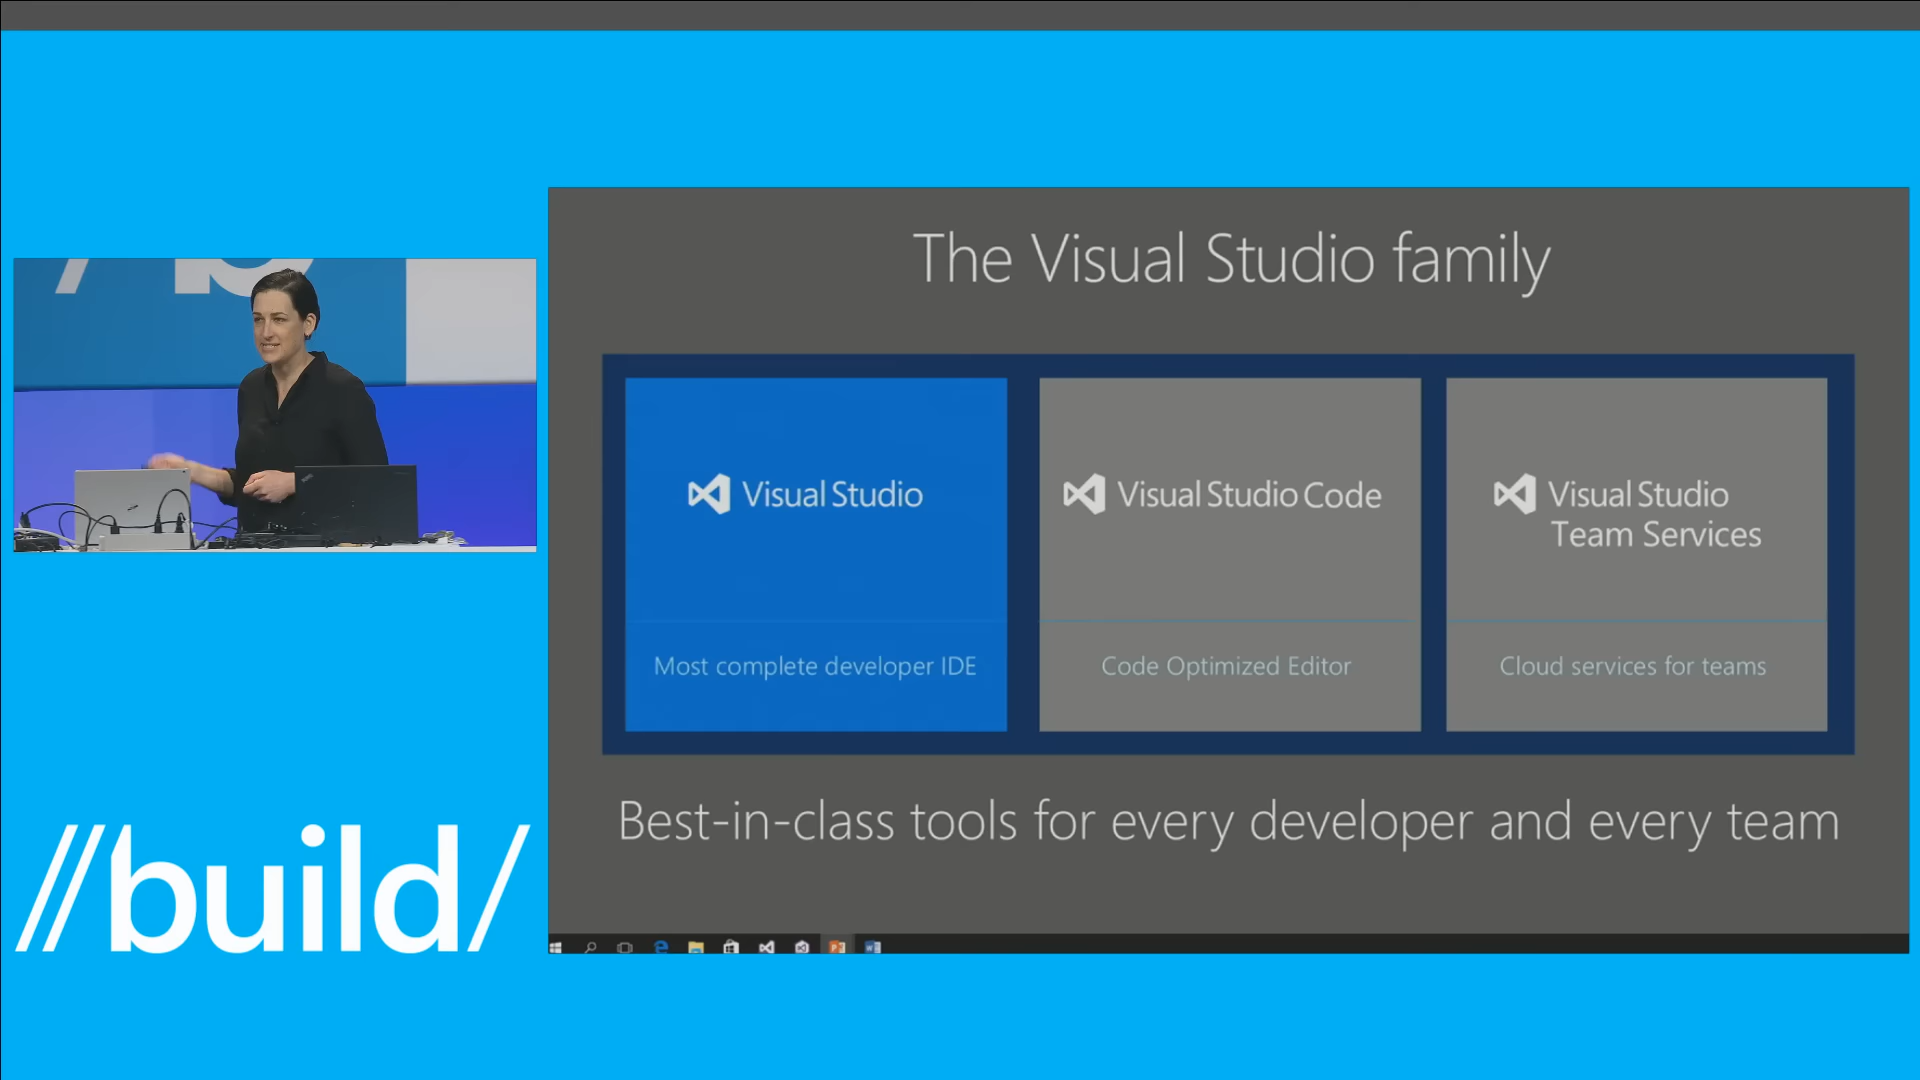 The Visual Studio family
Visual Studio
Most complete developer IDE
Visual Studio Code
Code Optimized Editor
Visual Studio
Team Services
Cloud services for teams
Best-in-class tools for every developer and every team
//build/